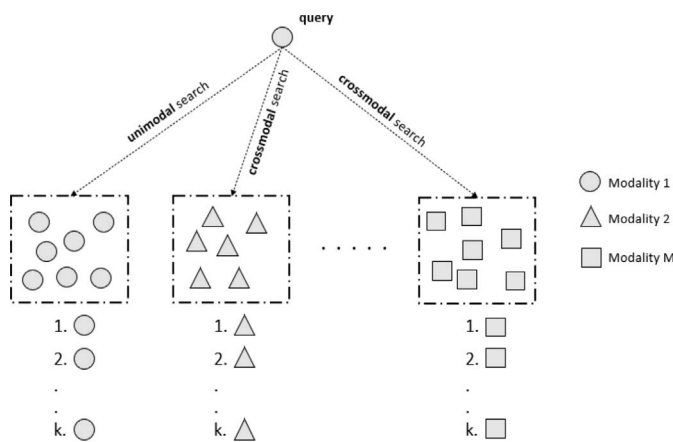 query
unimodal search
crossmodal search
crossmodal search
Modality 1
Modality 2
Modality M
. . . . .
1.
2.
.
.
k.
1.
2.
.
.
k.
1.
2.
.
.
k.